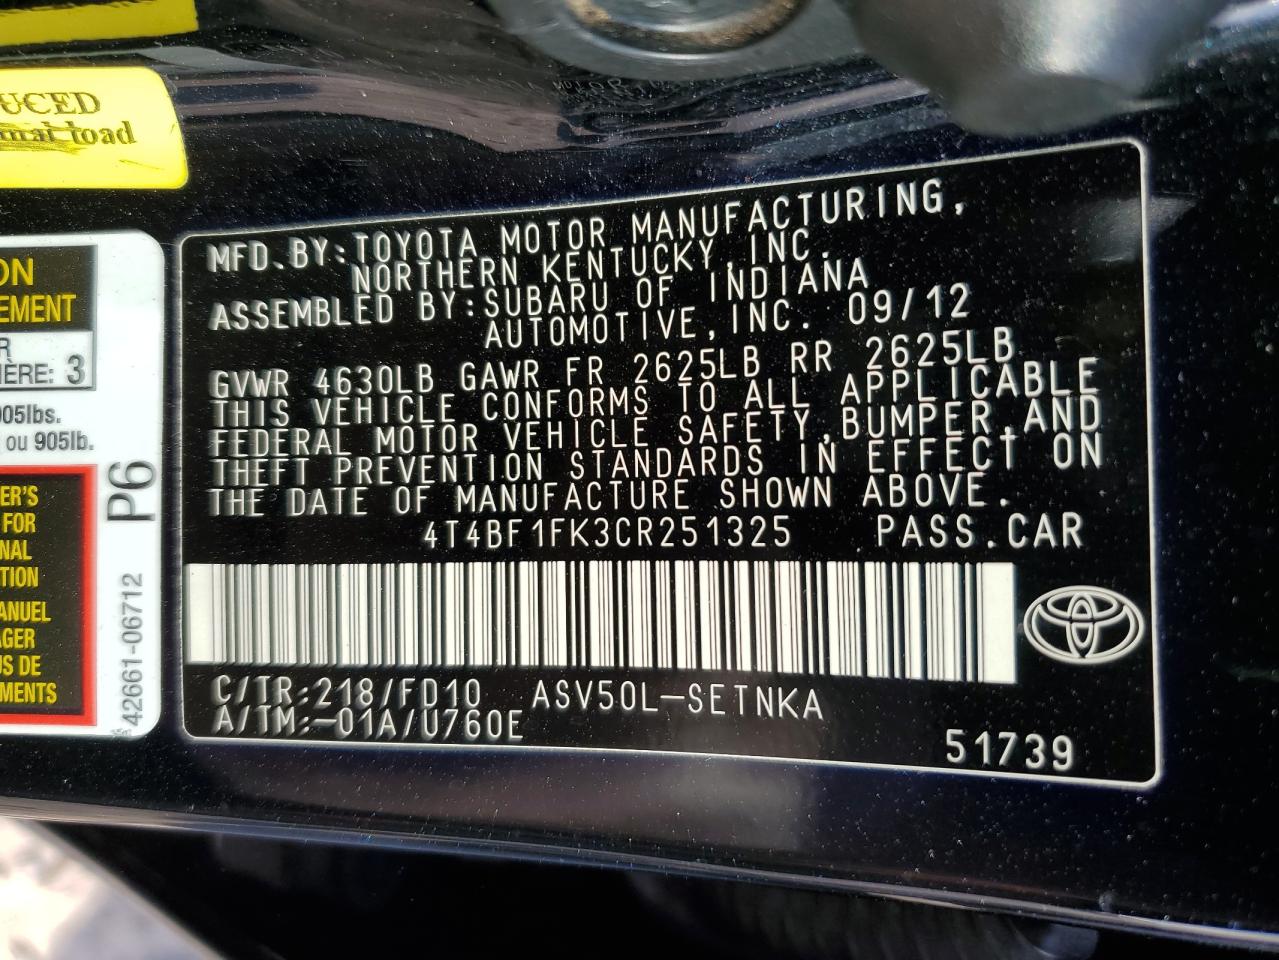 UCED
load
ON
EMENT
R
IÈRE: 3
905lbs.
ou 905lb.
ER'S
FOR
NAL
TION
ANUEL
AGER
US DE
MENTS
P6
42661-06712
MFD.BY:TOYOTA MOTOR MANUFACTURING,
NORTHERN KENTUCKY,INC.
ASSEMBLED BY:SUBARU OF INDIANA
AUTOMOTIVE,INC. 09/12
GVWR 4630LB GAWR FR 2625LB RR 2625LB
THIS VEHICLE CONFORMS TO ALL APPLICABLE
FEDERAL MOTOR VEHICLE SAFETY,BUMPER,AND
THEFT PREVENTION STANDARDS IN EFFECT ON
THE DATE OF MANUFACTURE SHOWN ABOVE.
4T4BF1FK3CR251325 PASS.CAR
C/TR:218/FD10 ASV50L-SETNKA
A/TM:-01A/U760E
51739